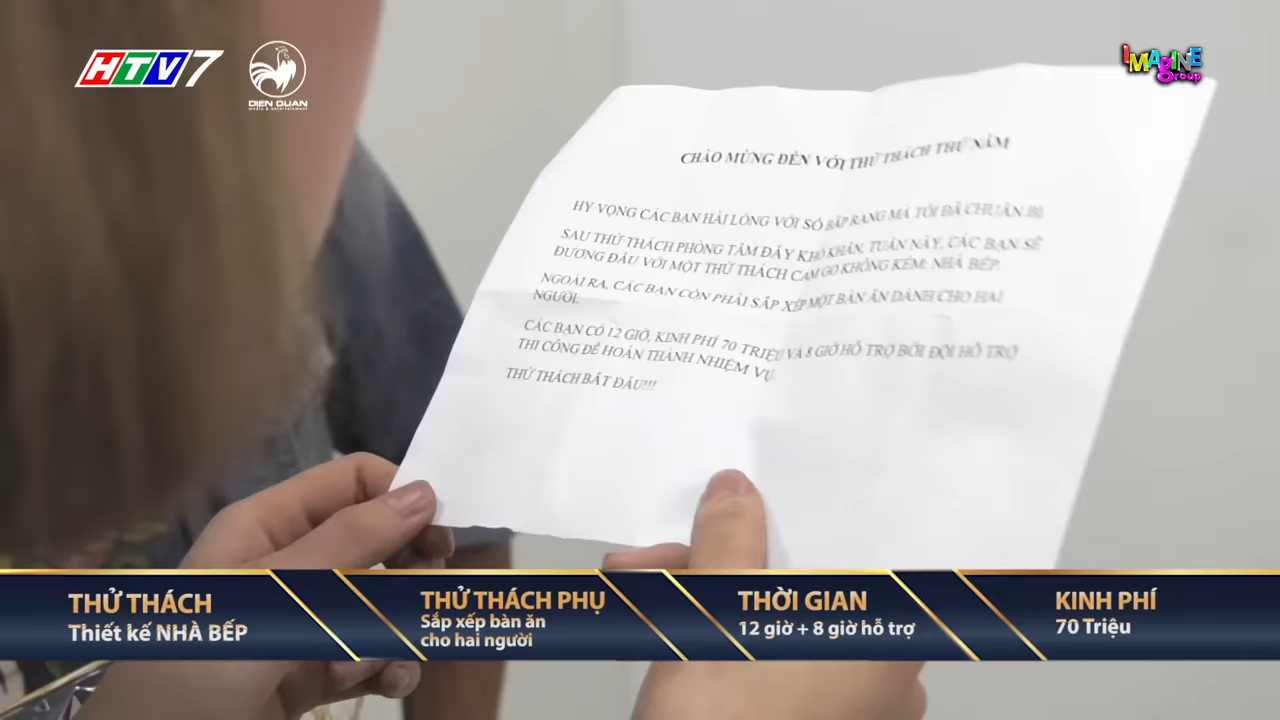 HTV7
DIEN QUAN
media & entertainment
IMAGINE
group
CHÀO MỪNG ĐẾN VỚI THỬ THÁCH THỨ NĂM
HY VỌNG CÁC BẠN HÀI LÒNG VỚI SỐ BẮP RANG MÀ TÔI ĐÃ CHUẨN BỊ.
SAU THỬ THÁCH PHÒNG TẮM ĐẦY KHÓ KHĂN, TUẦN NÀY, CÁC BẠN SẼ
ĐƯƠNG ĐẦU VỚI MỘT THỬ THÁCH CAM GO KHÔNG KÉM: NHÀ BẾP.
NGOÀI RA, CÁC BẠN CÒN PHẢI SẮP XẾP MỘT BÀN ĂN DÀNH CHO HAI
NGƯỜI.
CÁC BẠN CÓ 12 GIỜ, KINH PHÍ 70 TRIỆU VÀ 8 GIỜ HỖ TRỢ BỞI ĐỘI HỖ TRỢ
THI CÔNG ĐỂ HOÀN THÀNH NHIỆM VỤ.
THỬ THÁCH BẮT ĐẦU!!!
THỬ THÁCH
Thiết kế NHÀ BẾP
THỬ THÁCH PHỤ
Sắp xếp bàn ăn
cho hai người
THỜI GIAN
12 giờ + 8 giờ hỗ trợ
KINH PHÍ
70 Triệu